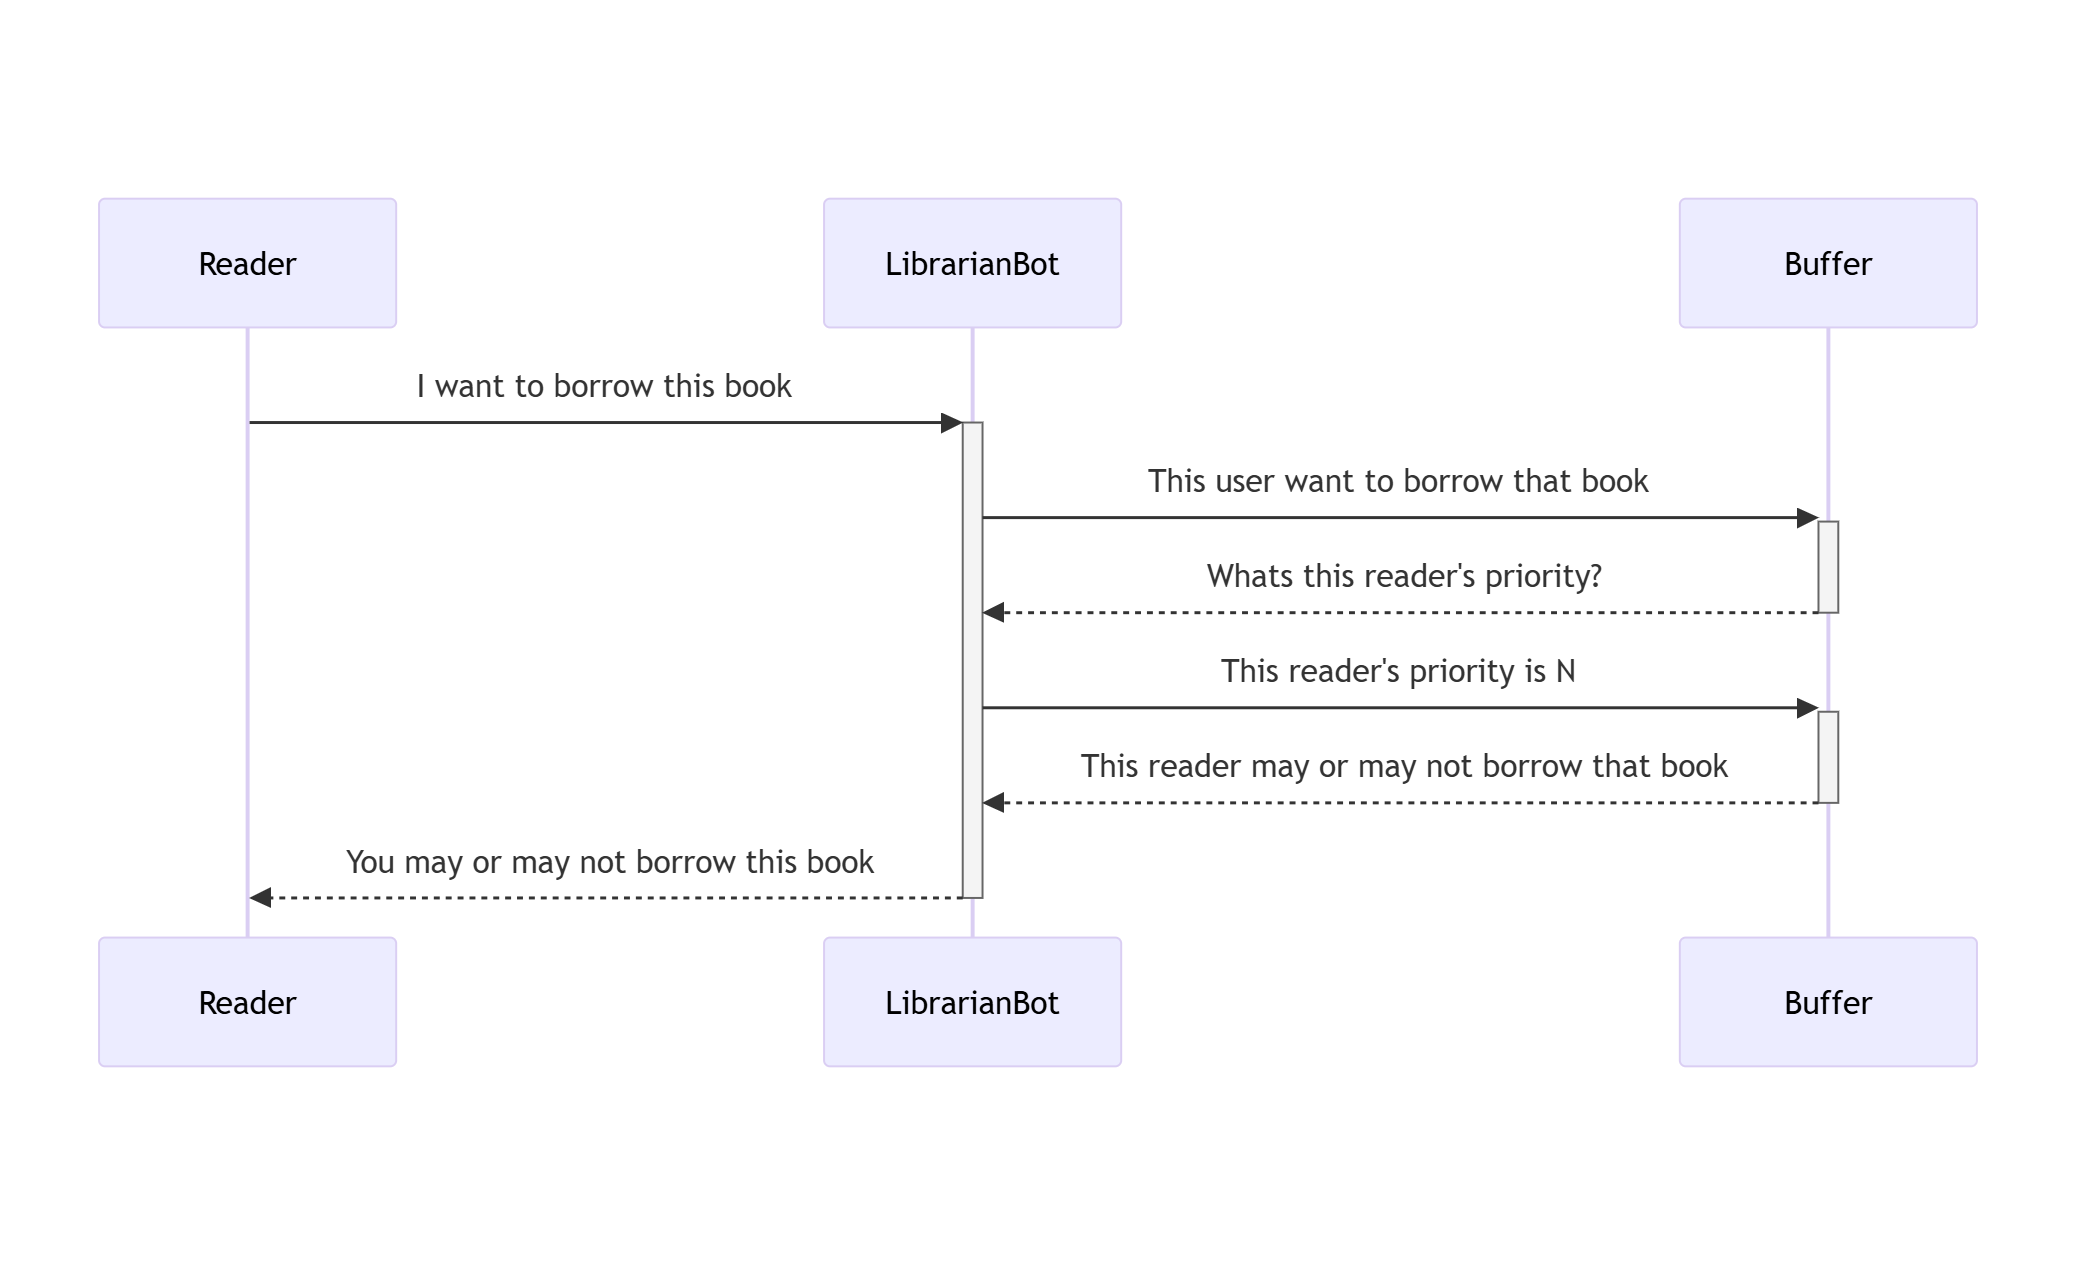 Reader
LibrarianBot
Buffer
I want to borrow this book
This user want to borrow that book
Whats this reader's priority?
This reader's priority is N
This reader may or may not borrow that book
You may or may not borrow this book
Reader
LibrarianBot
Buffer